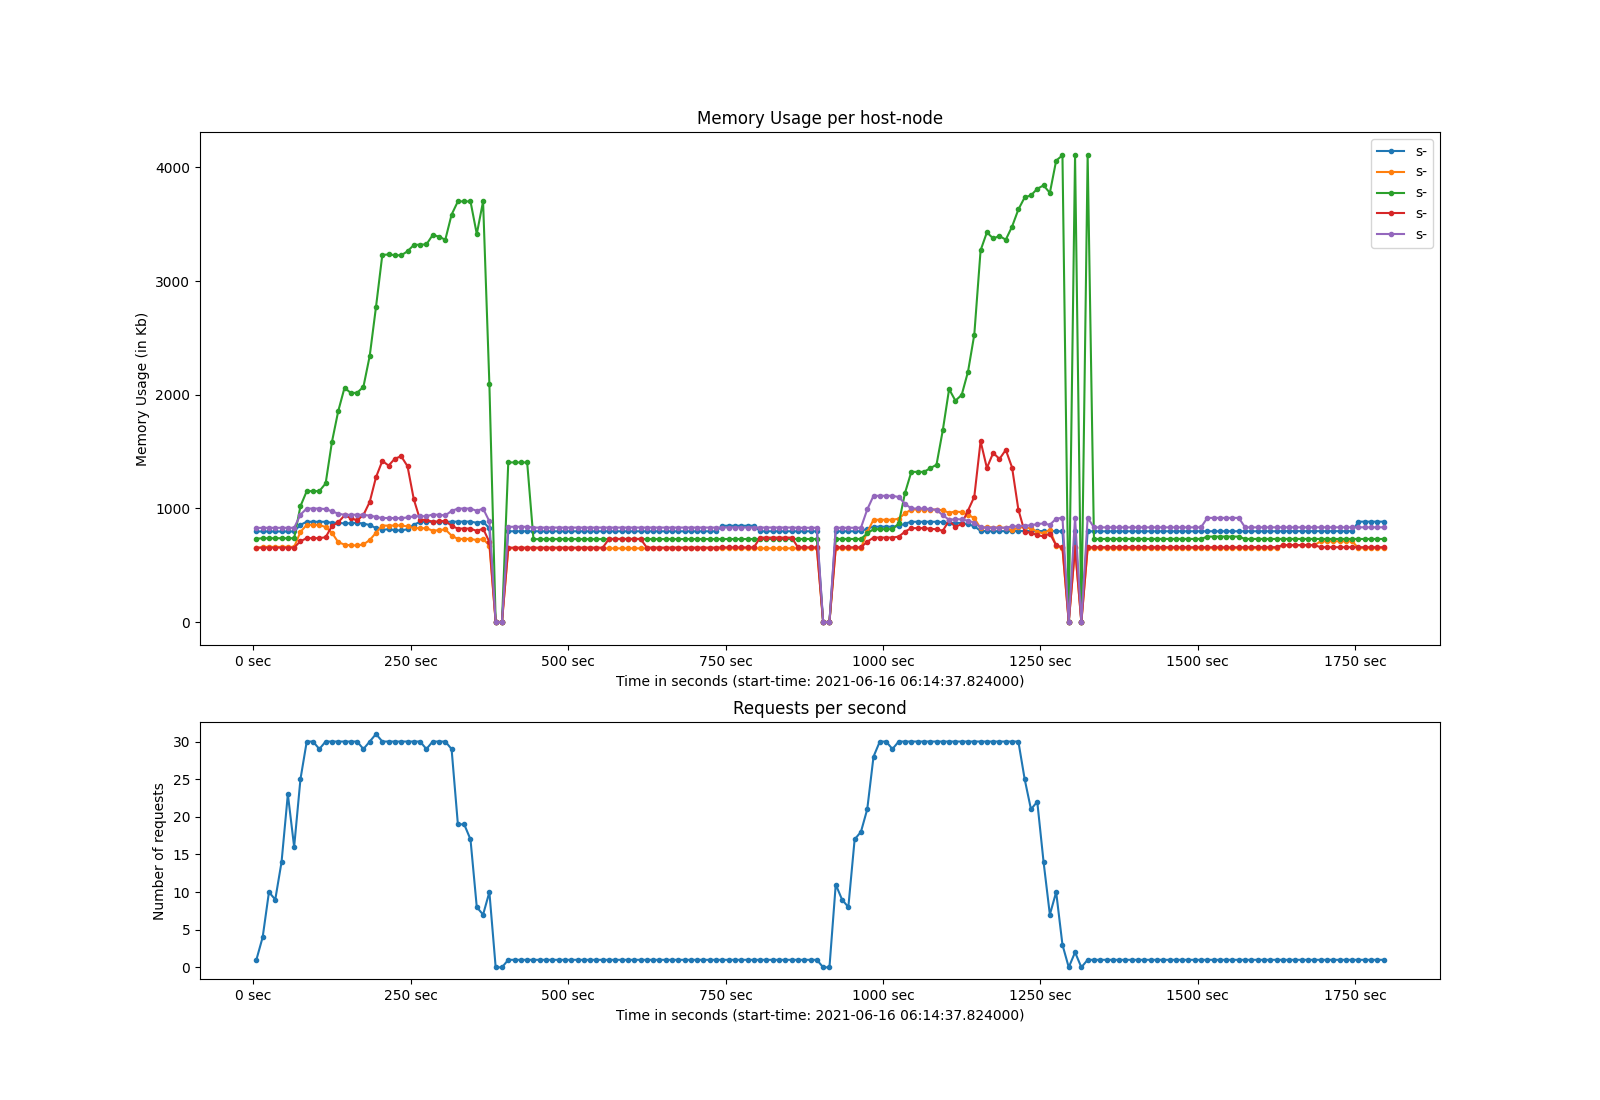 Memory Usage per host-node
Memory Usage (in Kb)
4000
3000
2000
1000
0
s-
s-
s-
s-
s-
0 sec 250 sec 500 sec 750 sec 1000 sec 1250 sec 1500 sec 1750 sec
Time in seconds (start-time: 2021-06-16 06:14:37.824000)
Requests per second
Number of requests
30
25
20
15
10
5
0
0 sec 250 sec 500 sec 750 sec 1000 sec 1250 sec 1500 sec 1750 sec
Time in seconds (start-time: 2021-06-16 06:14:37.824000)